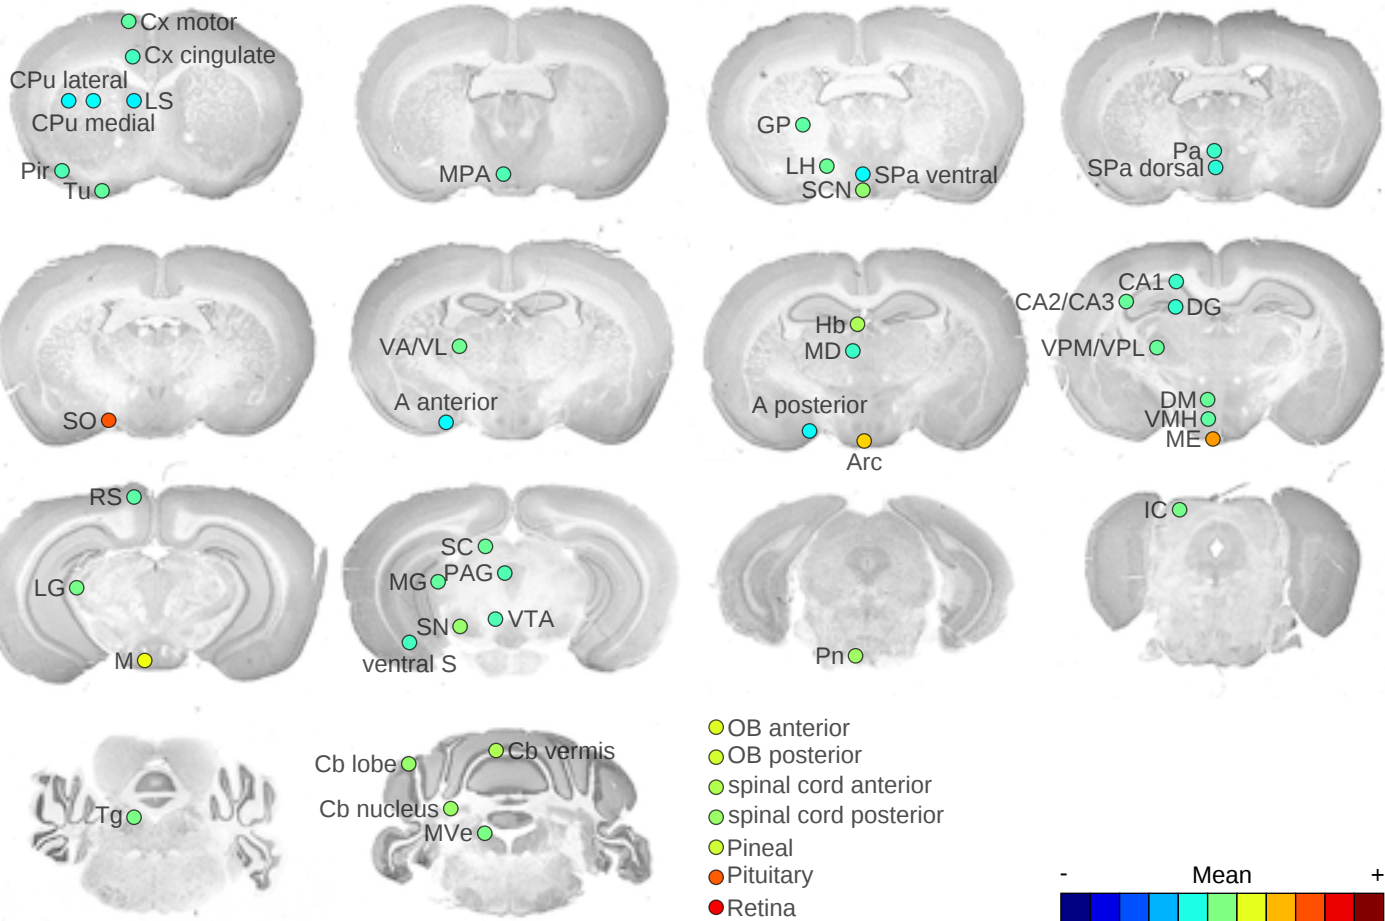 Cx motor
Cx cingulate
CPu lateral
LS
CPu medial
Pir
Tu
MPA
GP
LH
SPa ventral
SCN
Pa
SPa dorsal
SO
VA/VL
A anterior
Hb
MD
A posterior
Arc
CA1
CA2/CA3
DG
VPM/VPL
DM
VMH
ME
RS
LG
M
SC
PAG
MG
VTA
SN
ventral S
Pn
IC
Tg
Cb vermis
Cb lobe
Cb nucleus
MVe
OB anterior
OB posterior
spinal cord anterior
spinal cord posterior
Pineal
Pituitary
Retina
- Mean +